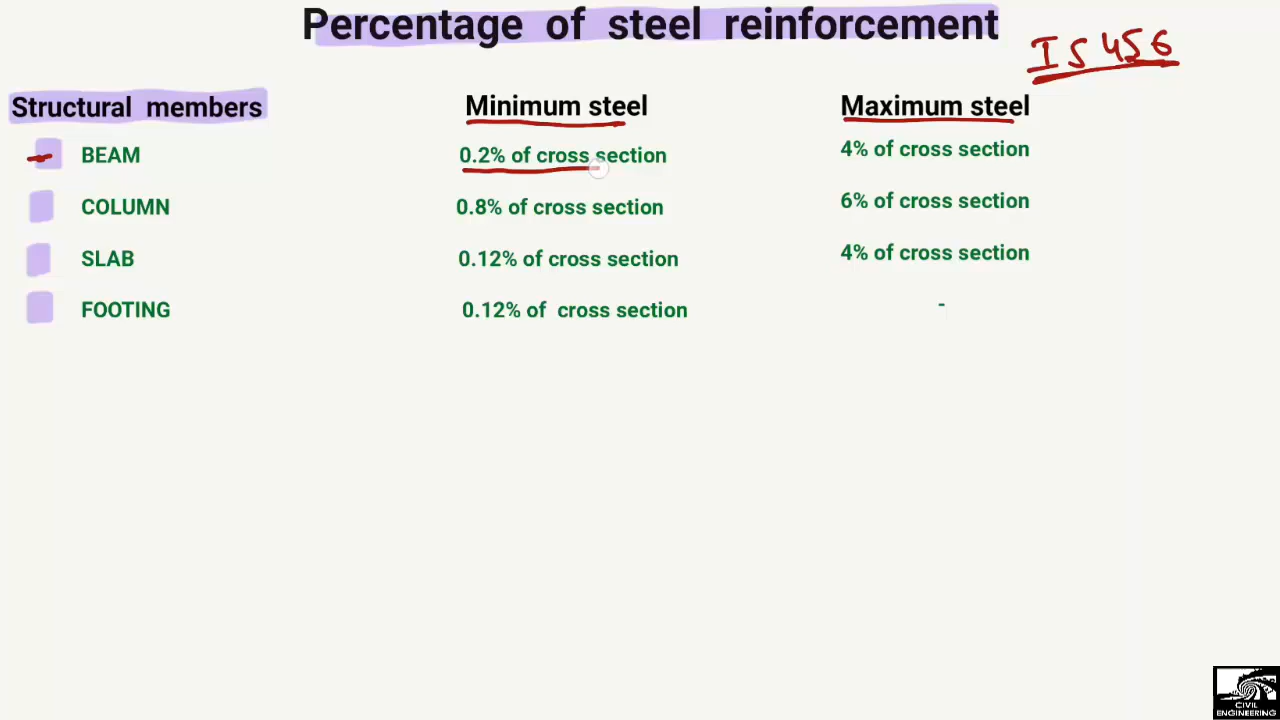 Percentage of steel reinforcement
IS 456
Structural members Minimum steel Maximum steel
BEAM 0.2% of cross section 4% of cross section
COLUMN 0.8% of cross section 6% of cross section
SLAB 0.12% of cross section 4% of cross section
FOOTING 0.12% of cross section -
CIVIL
ENGINEERING